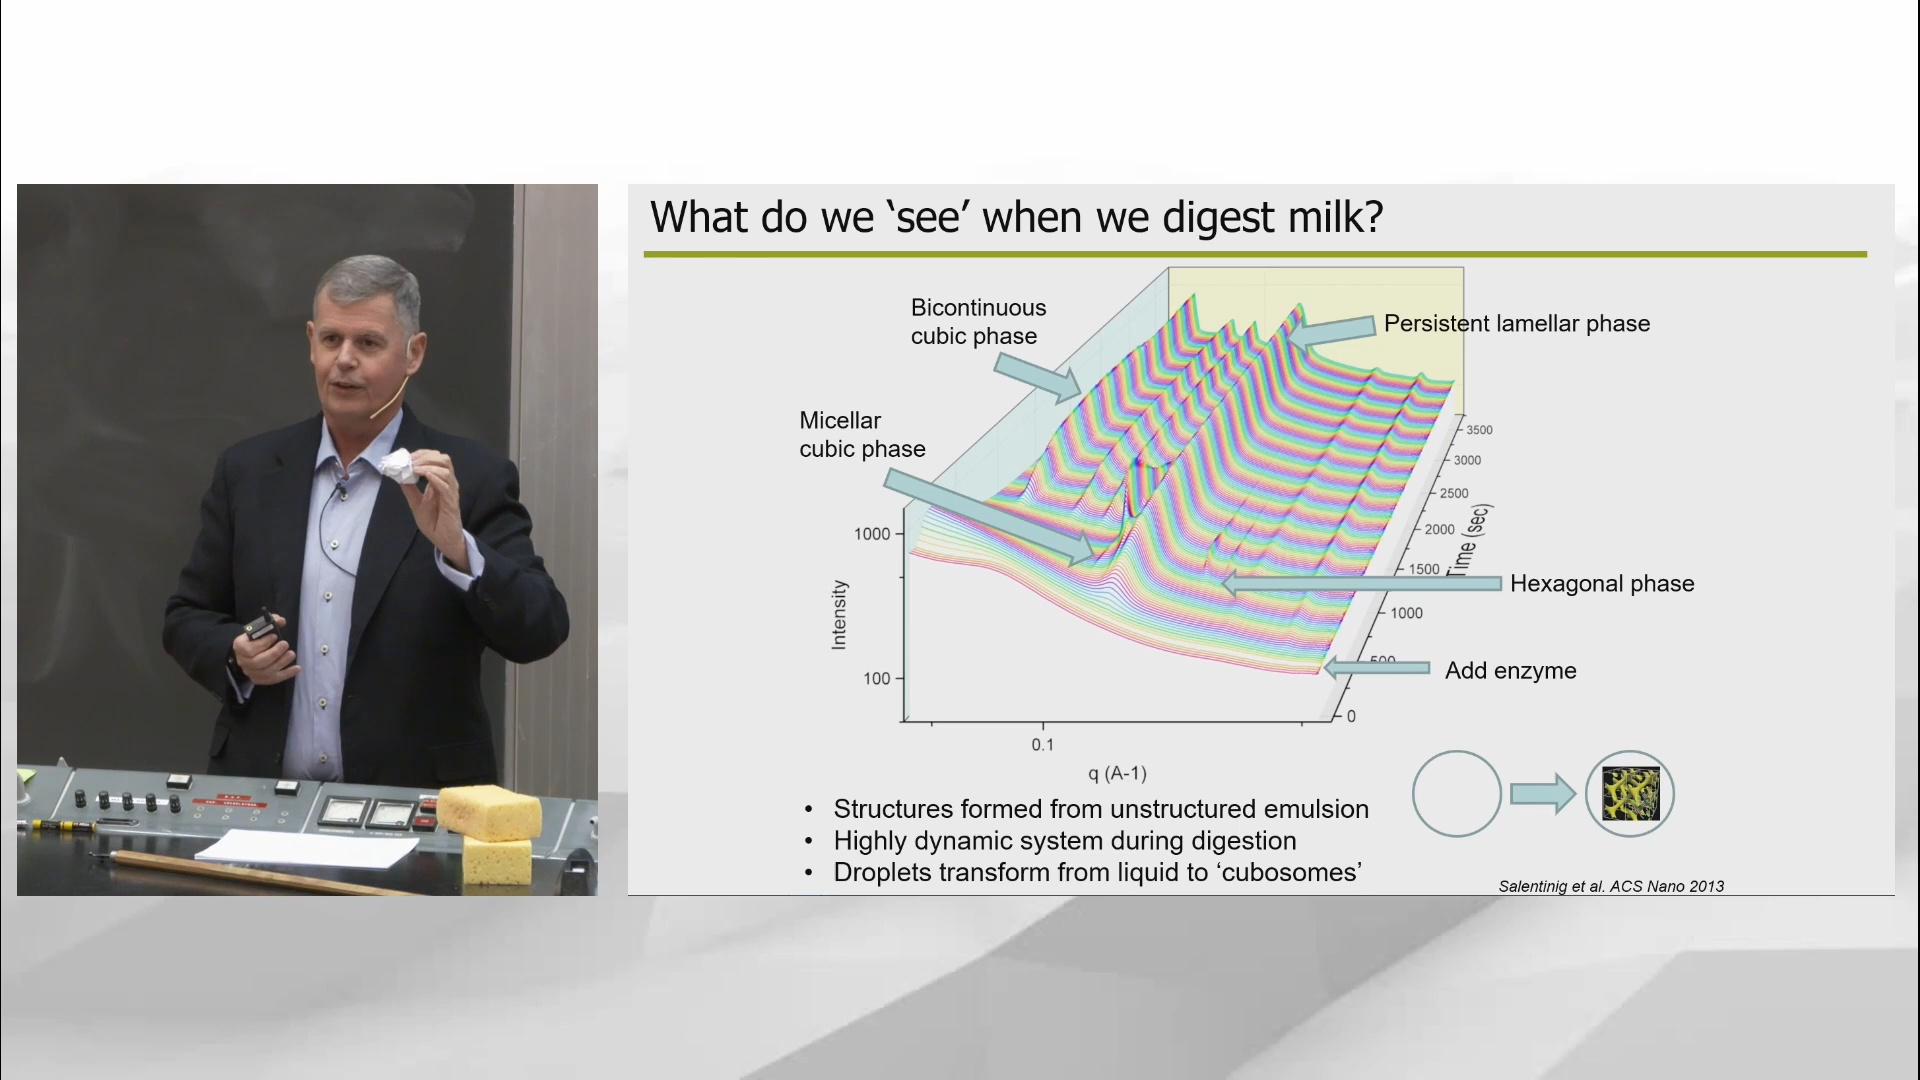 What do we ‘see’ when we digest milk?
Bicontinuous
cubic phase
Persistent lamellar phase
Micellar
cubic phase
Hexagonal phase
Add enzyme
1000
100
Intensity
0.1
q (A-1)
3500
3000
2500
2000
1500
1000
500
0
Time (sec)
• Structures formed from unstructured emulsion
• Highly dynamic system during digestion
• Droplets transform from liquid to ‘cubosomes’
Salentinig et al. ACS Nano 2013